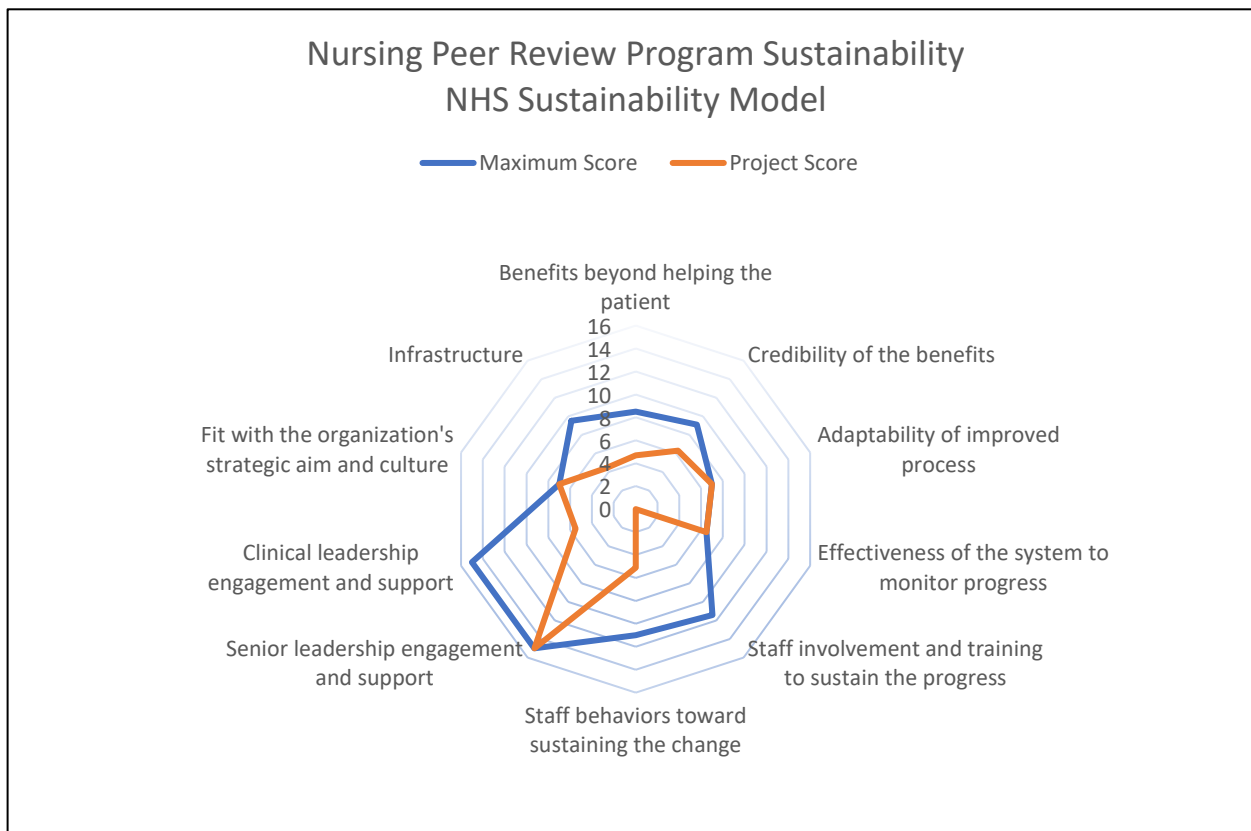 Nursing Peer Review Program Sustainability
NHS Sustainability Model
Maximum Score
Project Score
Benefits beyond helping the
patient
Credibility of the benefits
Adaptability of improved
process
Effectiveness of the system to
monitor progress
Staff involvement and training
to sustain the progress
Staff behaviors toward
sustaining the change
Senior leadership engagement
and support
Clinical leadership
engagement and support
Fit with the organization's
strategic aim and culture
Infrastructure
16
14
12
10
8
6
4
2
0